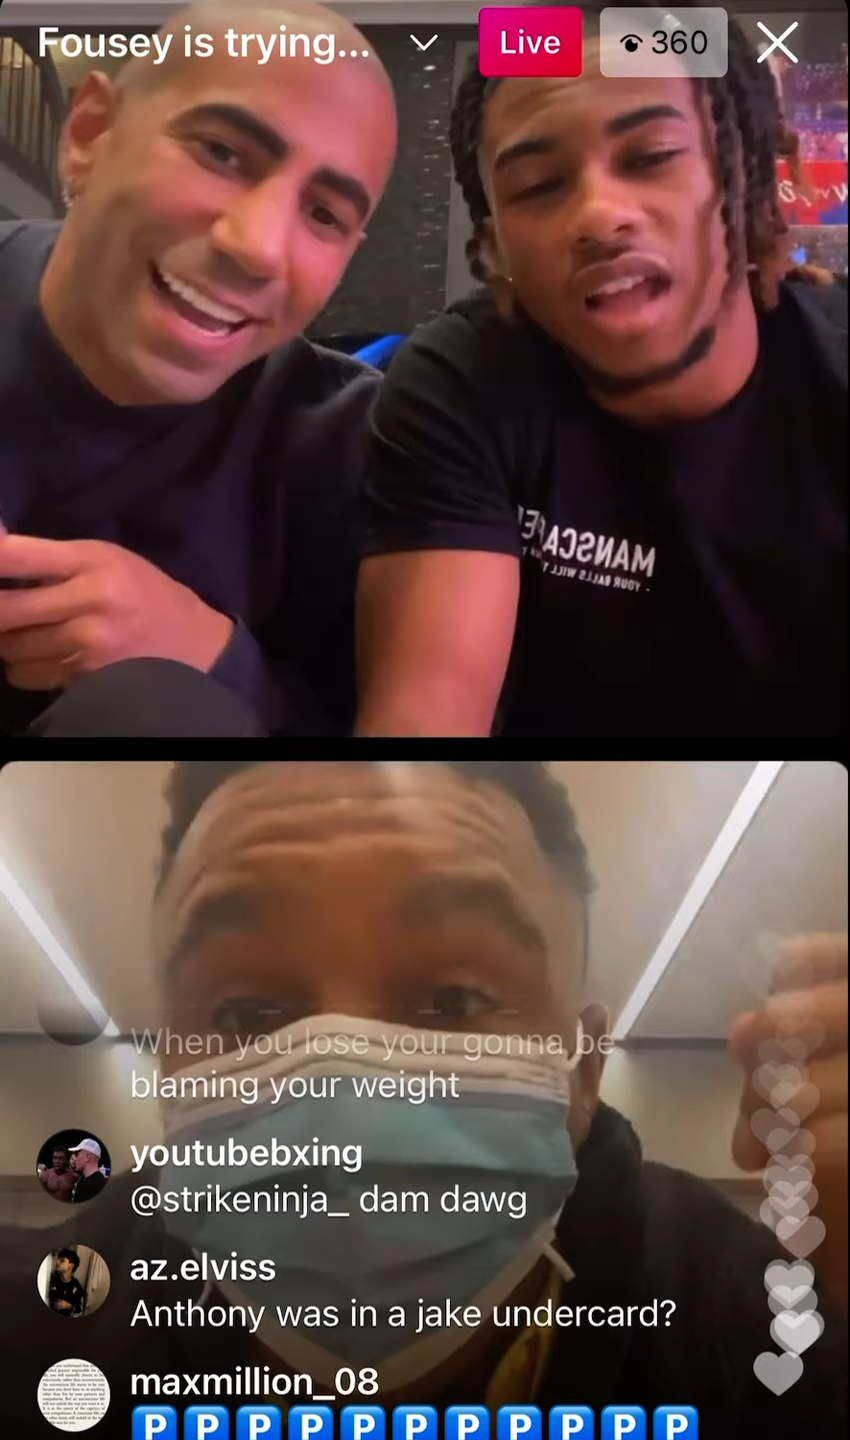 Fousey is trying...
Live
360
MANSCAPE
- YOUR BALLS WILL
When you lose your gonna be
blaming your weight
youtubebxing
@strikeninja_ dam dawg
az.elviss
Anthony was in a jake undercard?
maxmillion_08
🅿️🅿️🅿️🅿️🅿️🅿️🅿️🅿️🅿️🅿️🅿️